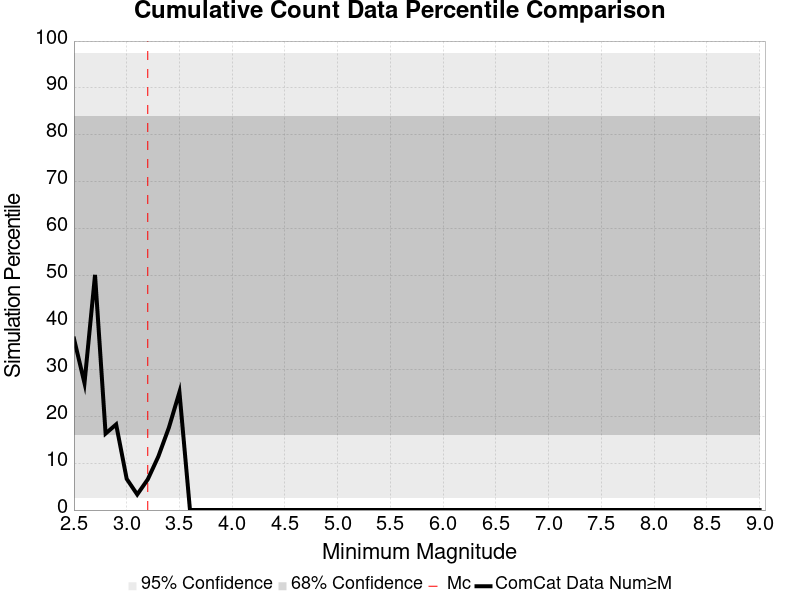 Cumulative Count Data Percentile Comparison
Simulation Percentile
100
90
80
70
60
50
40
30
20
10
0
2.5 3.0 3.5 4.0 4.5 5.0 5.5 6.0 6.5 7.0 7.5 8.0 8.5 9.0
Minimum Magnitude
95% Confidence 68% Confidence Mc ComCat Data Num≥M